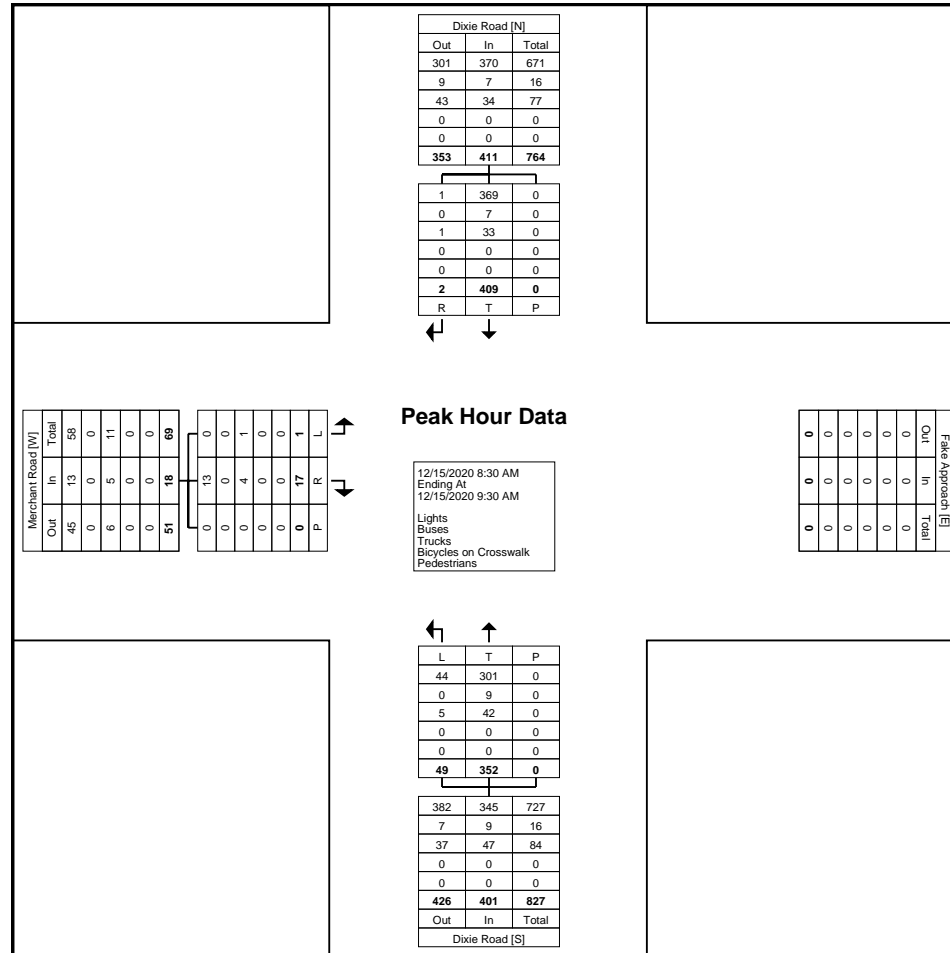 Dixie Road [N]
Out In Total
301 370 671
9 7 16
43 34 77
0 0 0
0 0 0
353 411 764
1 369 0
0 7 0
1 33 0
0 0 0
0 0 0
2 409 0
R T P
Merchant Road [W]
Total 58 0 11 0 0 69
In 13 0 5 0 0 18
Out 45 0 6 0 0 51
0 0 1 0 0 1 L
13 0 4 0 0 17 R
0 0 0 0 0 0 P
Peak Hour Data
12/15/2020 8:30 AM
Ending At
12/15/2020 9:30 AM
Lights
Buses
Trucks
Bicycles on Crosswalk
Pedestrians
Fake Approach [E]
Out In Total
0 0 0
0 0 0
0 0 0
0 0 0
0 0 0
0 0 0
L T P
44 301 0
0 9 0
5 42 0
0 0 0
0 0 0
49 352 0
382 345 727
7 9 16
37 47 84
0 0 0
0 0 0
426 401 827
Out In Total
Dixie Road [S]